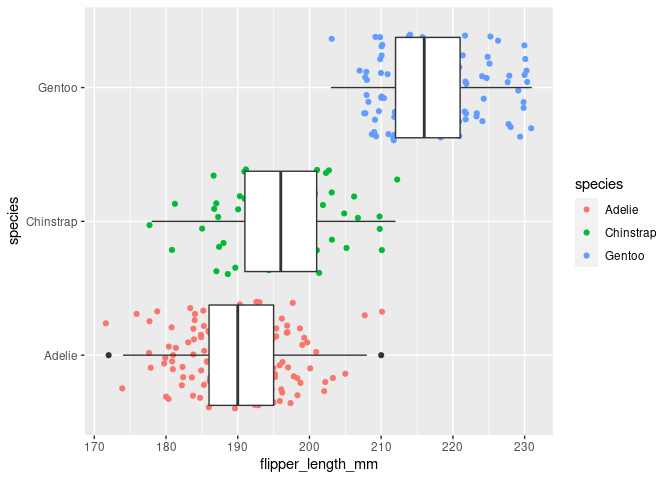 Gentoo
Chinstrap
Adelie
species
170 180 190 200 210 220 230
flipper_length_mm
species
Adelie
Chinstrap
Gentoo